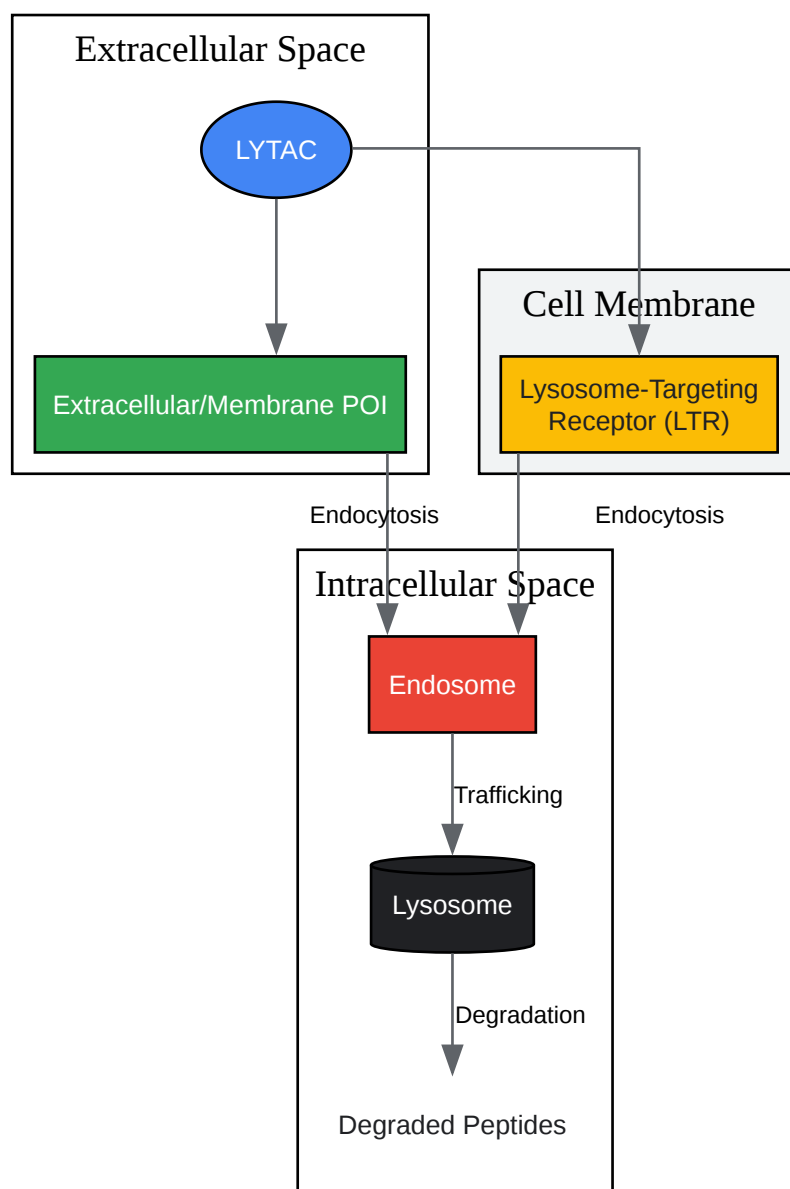 Extracellular Space
LYTAC
Cell Membrane
Extracellular/Membrane POI
Lysosome-Targeting
Receptor (LTR)
Endocytosis
Endocytosis
Intracellular Space
Endosome
Trafficking
Lysosome
Degradation
Degraded Peptides